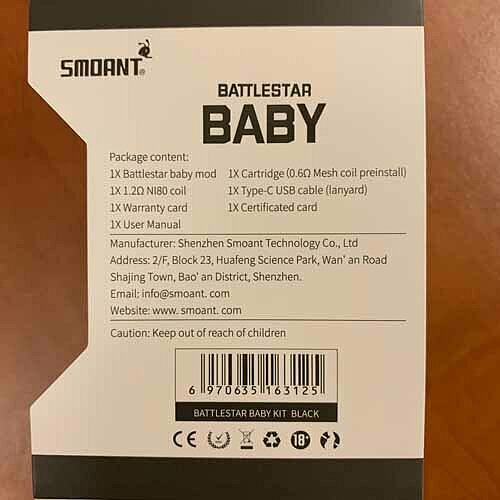 SMOANT®
BATTLESTAR
BABY
Package content:
1X Battlestar baby mod 1X Cartridge (0.6Ω Mesh coil preinstall)
1X 1.2Ω NI80 coil 1X Type-C USB cable (lanyard)
1X Warranty card 1X Certificated card
1X User Manual
Manufacturer: Shenzhen Smoant Technology Co., Ltd
Address: 2/F, Block 23, Huafeng Science Park, Wan' an Road
Shajing Town, Bao' an District, Shenzhen.
Email: info@smoant. com
Website: www. smoant. com
Caution: Keep out of reach of children
6 970635 163125
BATTLESTAR BABY KIT BLACK
CE 18+